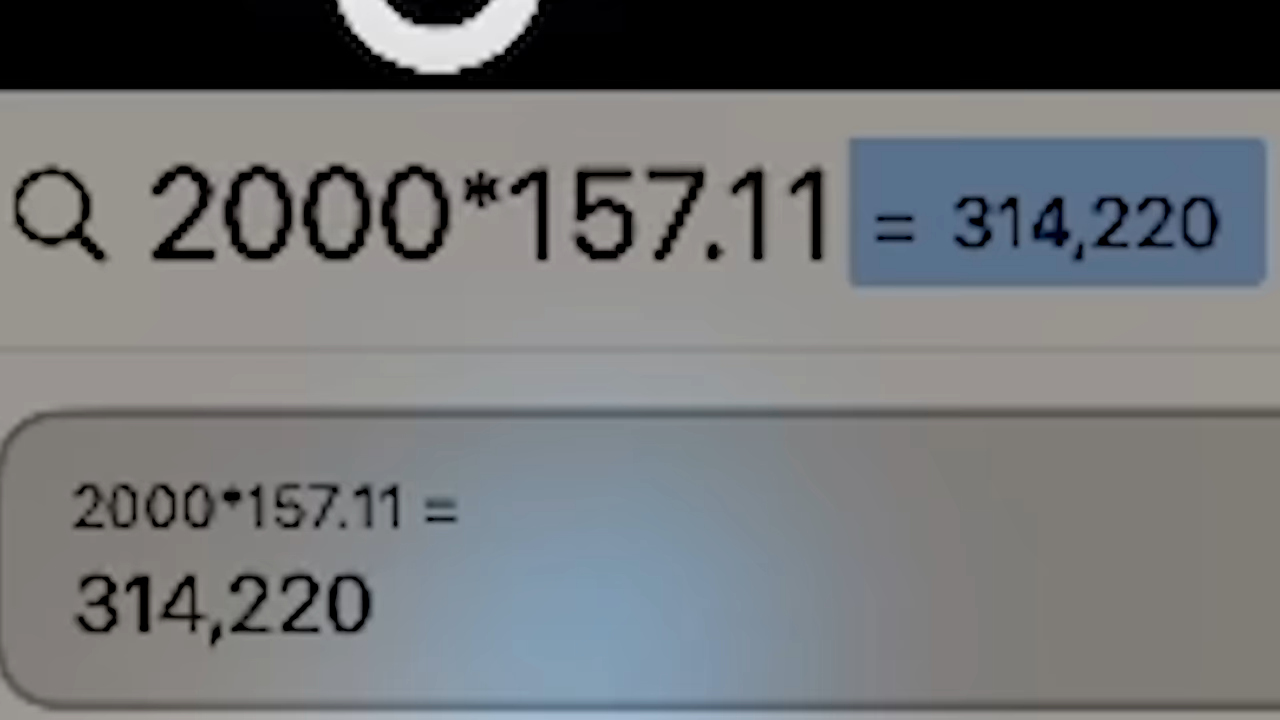 2000*157.11 = 314,220
2000*157.11 =
314,220